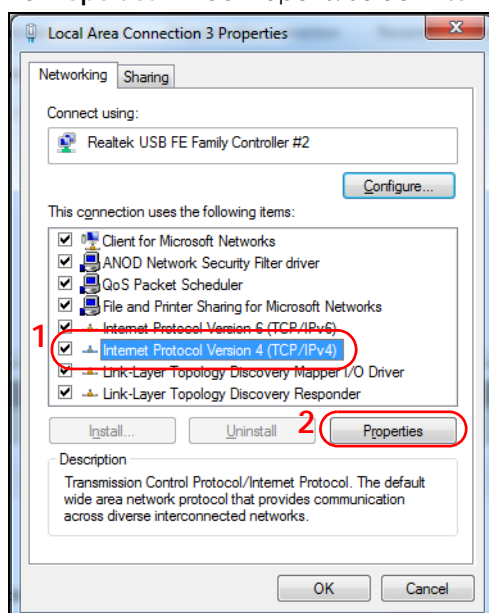 Local Area Connection 3 Properties
X
Networking Sharing
Connect using:
Realtek USB FE Family Controller #2
Configure...
This connection uses the following items:
Client for Microsoft Networks
ANOD Network Security Filter driver
QoS Packet Scheduler
File and Printer Sharing for Microsoft Networks
Internet Protocol Version 6 (TCP/IPv6)
1
Internet Protocol Version 4 (TCP/IPv4)
Link-Layer Topology Discovery Mapper I/O Driver
Link-Layer Topology Discovery Responder
Install... Uninstall 2 Properties
Description
Transmission Control Protocol/Internet Protocol. The default
wide area network protocol that provides communication
across diverse interconnected networks.
OK Cancel